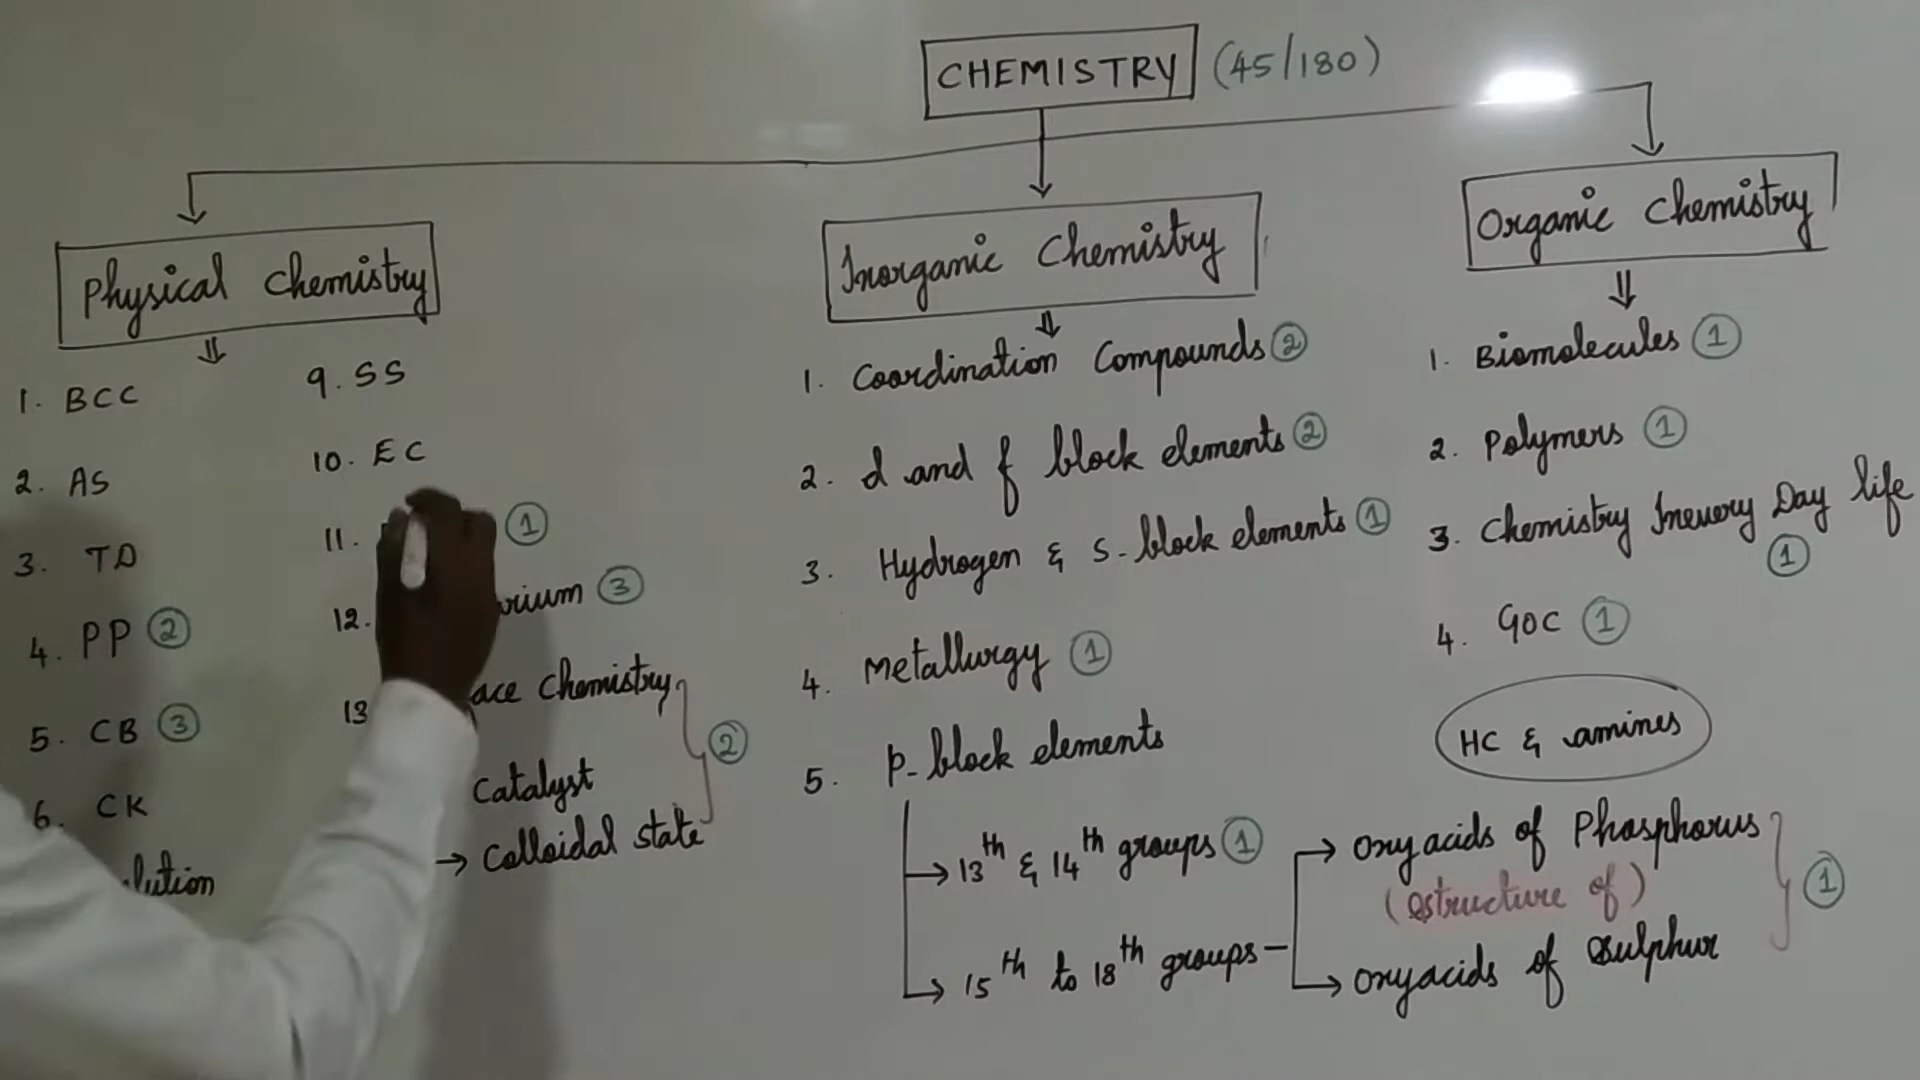 CHEMISTRY (45/180)
Physical Chemistry
1. BCC
2. AS
3. TD
4. PP ②
5. CB ③
6. CK
9. SS
10. EC
11. ①
12. ③
13 Chemistry
Catalyst
→ Colloidal state
②
Inorganic Chemistry
1. Coordination Compounds ②
2. d and f block elements ②
3. Hydrogen & s-block elements ①
4. Metallurgy ①
5. p-block elements
→ 13th & 14th groups ①
→ 15th to 18th groups
→ oxyacids of Phosphorus
(structure of)
→ oxyacids of Sulphur
①
Organic Chemistry
1. Biomolecules ①
2. Polymers ①
3. Chemistry Inevery Day life
①
4. GOC ①
HC & amines